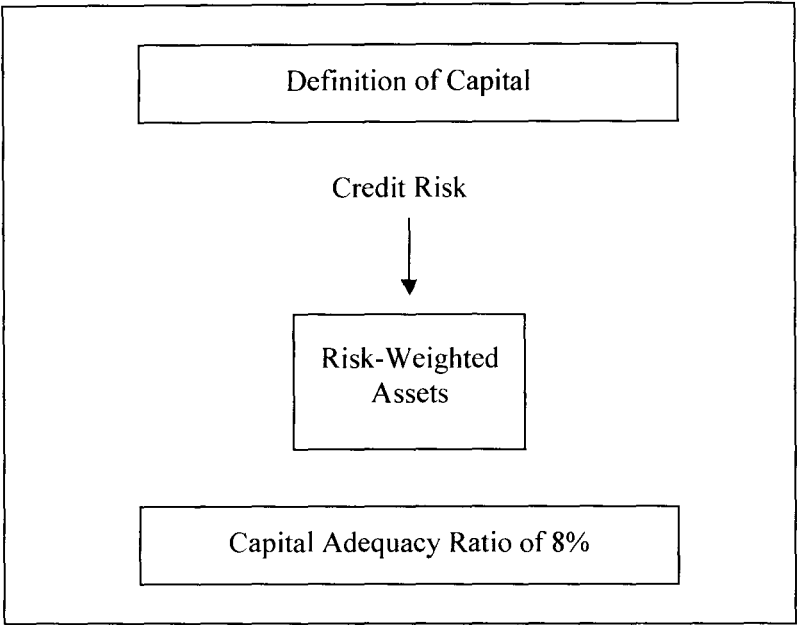 Definition of Capital
Credit Risk
Risk-Weighted
Assets
Capital Adequacy Ratio of 8%